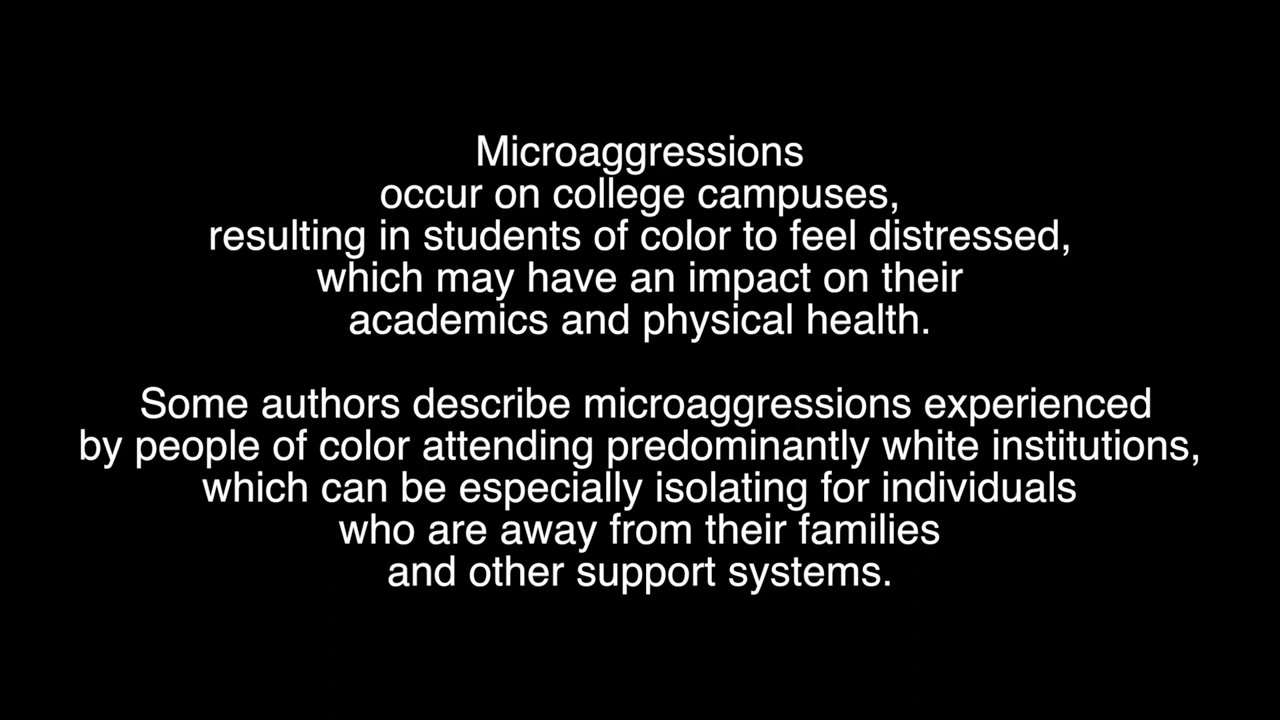 Microaggressions
occur on college campuses,
resulting in students of color to feel distressed,
which may have an impact on their
academics and physical health.
Some authors describe microaggressions experienced
by people of color attending predominantly white institutions,
which can be especially isolating for individuals
who are away from their families
and other support systems.